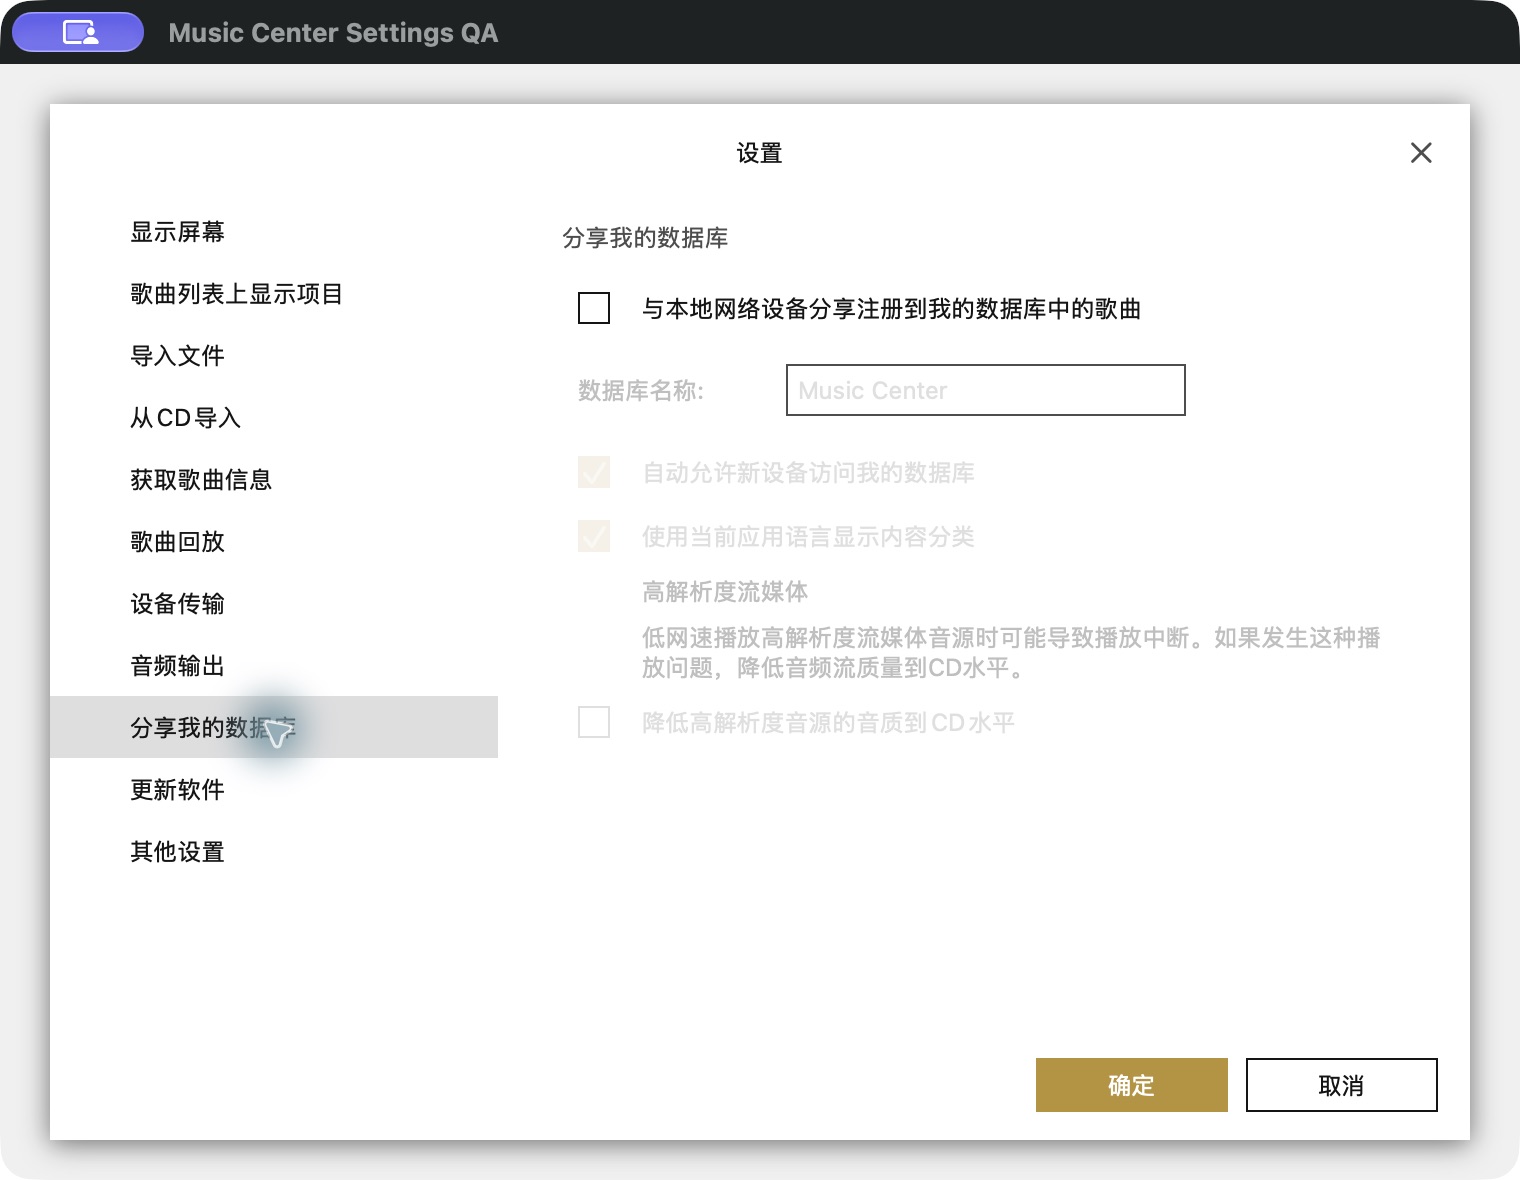 Music Center Settings QA
设置
显示屏幕
歌曲列表上显示项目
导入文件
从CD导入
获取歌曲信息
歌曲回放
设备传输
音频输出
分享我的数据库
更新软件
其他设置
分享我的数据库
与本地网络设备分享注册到我的数据库中的歌曲
数据库名称:
Music Center
自动允许新设备访问我的数据库
使用当前应用语言显示内容分类
高解析度流媒体
低网速播放高解析度流媒体音源时可能导致播放中断。如果发生这种播
放问题，降低音频流质量到CD水平。
降低高解析度音源的音质到CD水平
确定
取消